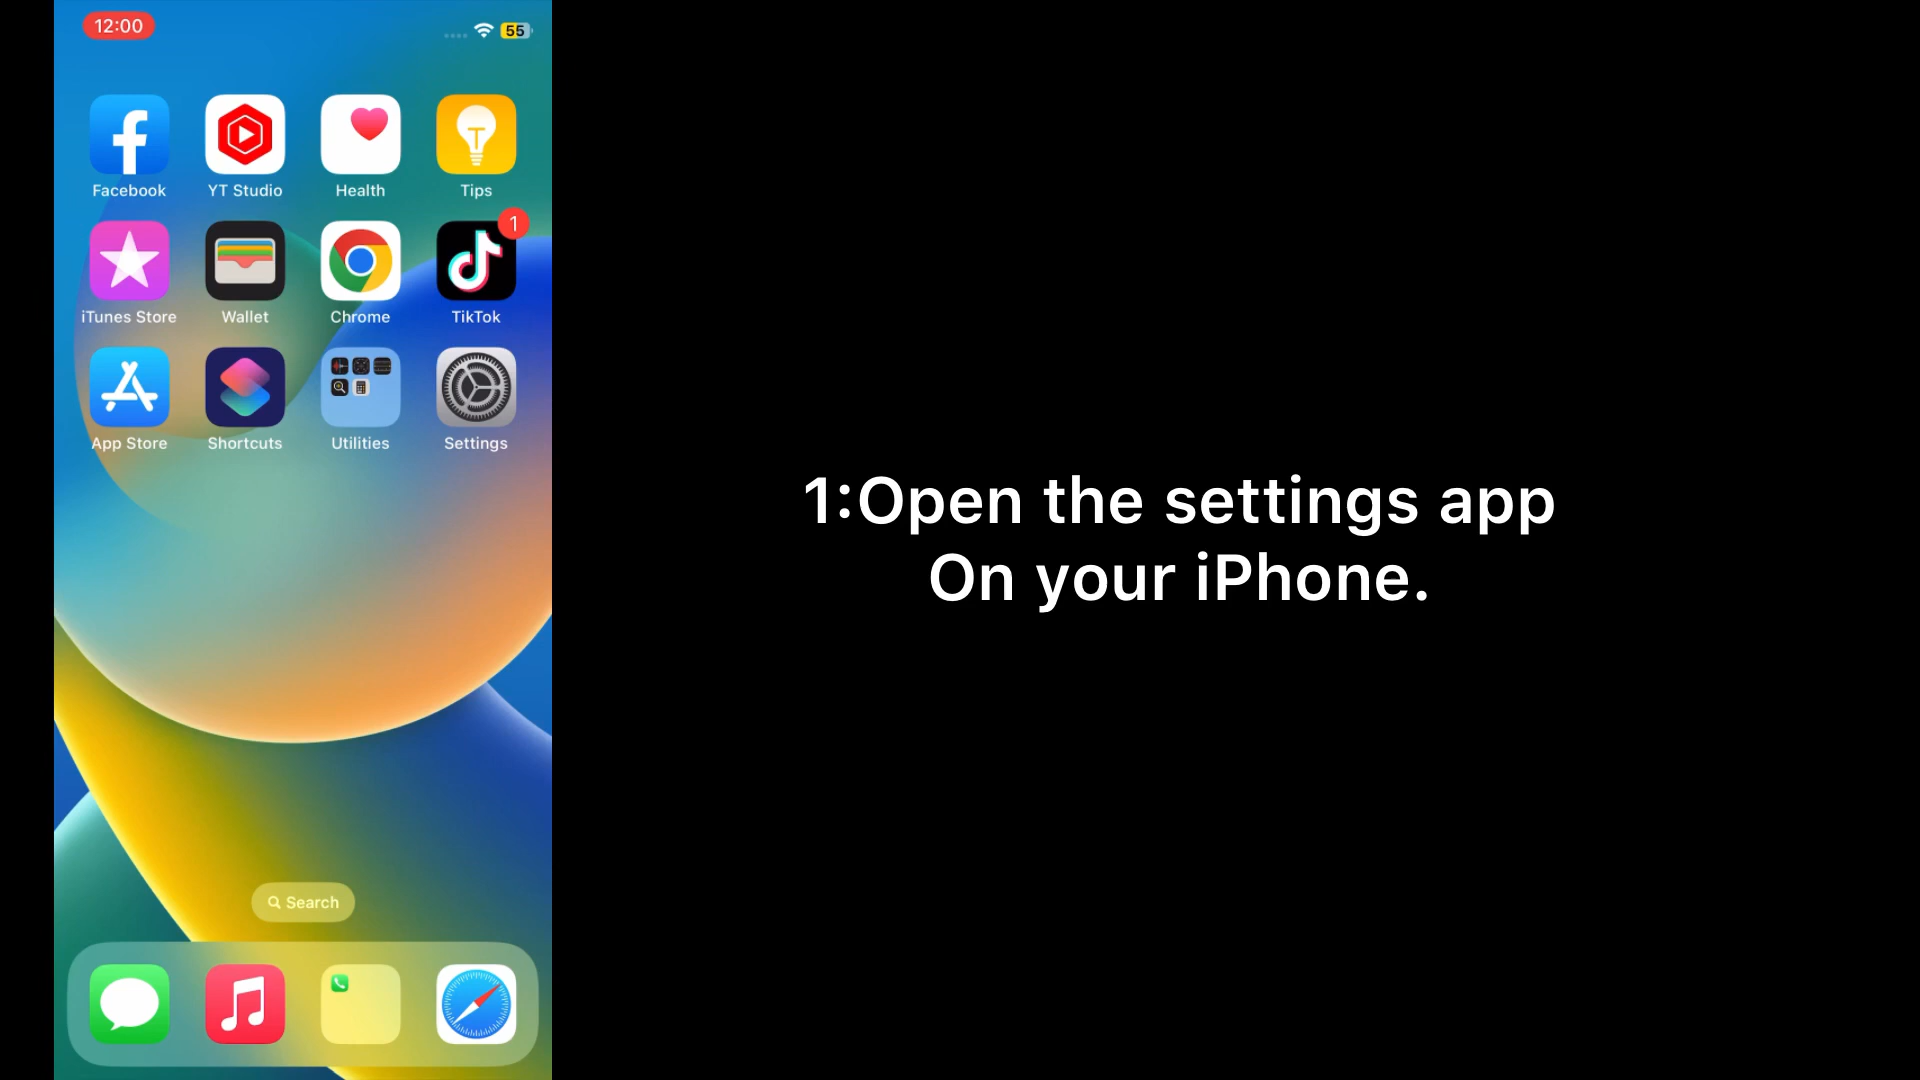 12:00
55
Facebook YT Studio Health Tips
1
iTunes Store Wallet Chrome TikTok
App Store Shortcuts Utilities Settings
Search
1:Open the settings app
On your iPhone.